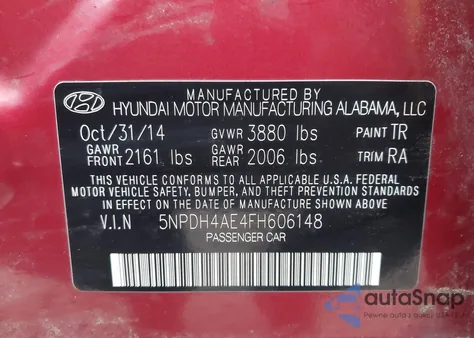 MANUFACTURED BY
HYUNDAI MOTOR MANUFACTURING ALABAMA, LLC
Oct/31/14 GVWR 3880 lbs PAINT TR
GAWR FRONT 2161 lbs GAWR REAR 2006 lbs TRIM RA
THIS VEHICLE CONFORMS TO ALL APPLICABLE U.S.A. FEDERAL
MOTOR VEHICLE SAFETY, BUMPER, AND THEFT PREVENTION STANDARDS
IN EFFECT ON THE DATE OF MANUFACTURE SHOWN ABOVE.
V.I.N 5NPDH4AE4FH606148
PASSENGER CAR
autoSnap
Pewne auto z